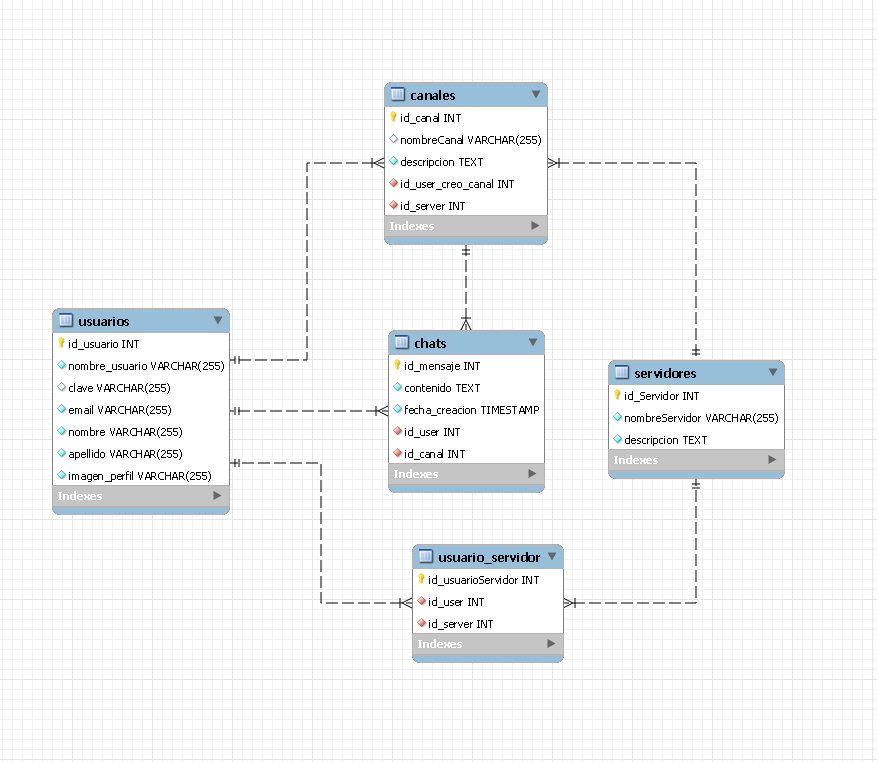 canales
id_canal INT
nombreCanal VARCHAR(255)
descripcion TEXT
id_user_creo_canal INT
id_server INT
Indexes
usuarios
id_usuario INT
nombre_usuario VARCHAR(255)
clave VARCHAR(255)
email VARCHAR(255)
nombre VARCHAR(255)
apellido VARCHAR(255)
imagen_perfil VARCHAR(255)
Indexes
chats
id_mensaje INT
contenido TEXT
fecha_creacion TIMESTAMP
id_user INT
id_canal INT
Indexes
servidores
id_Servidor INT
nombreServidor VARCHAR(255)
descripcion TEXT
Indexes
usuario_servidor
id_usuarioServidor INT
id_user INT
id_server INT
Indexes